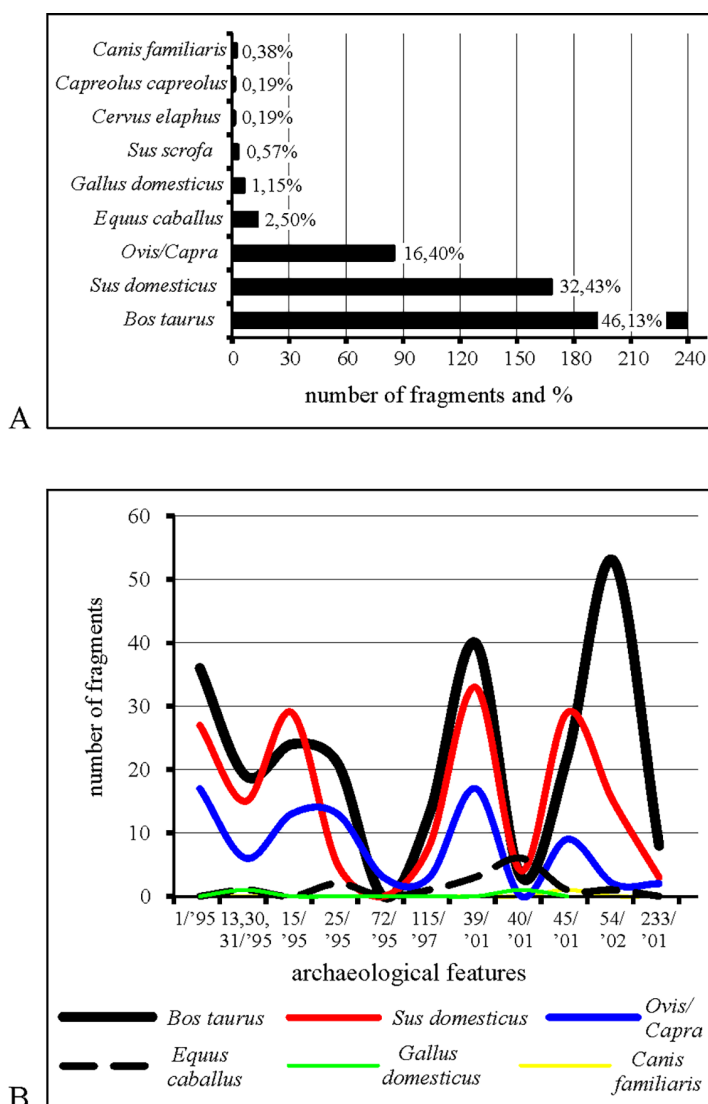 Canis familiaris 0,38%
Capreolus capreolus 0,19%
Cervus elaphus 0,19%
Sus scrofa 0,57%
Gallus domesticus 1,15%
Equus caballus 2,50%
Ovis/Capra 16,40%
Sus domesticus 32,43%
Bos taurus 46,13%
0 30 60 90 120 150 180 210 240
number of fragments and %
A
60
50
40
30
20
10
0
number of fragments
1/'95 13,30, 15/ 25/ 72/ 115/ 39/ 40/ 45/ 54/ 233/
31/'95 '95 '95 '95 '97 '01 '01 '01 '02 '01
archaeological features
Bos taurus Sus domesticus Ovis/
Capra
Equus Gallus Canis
caballus domesticus familiaris
B